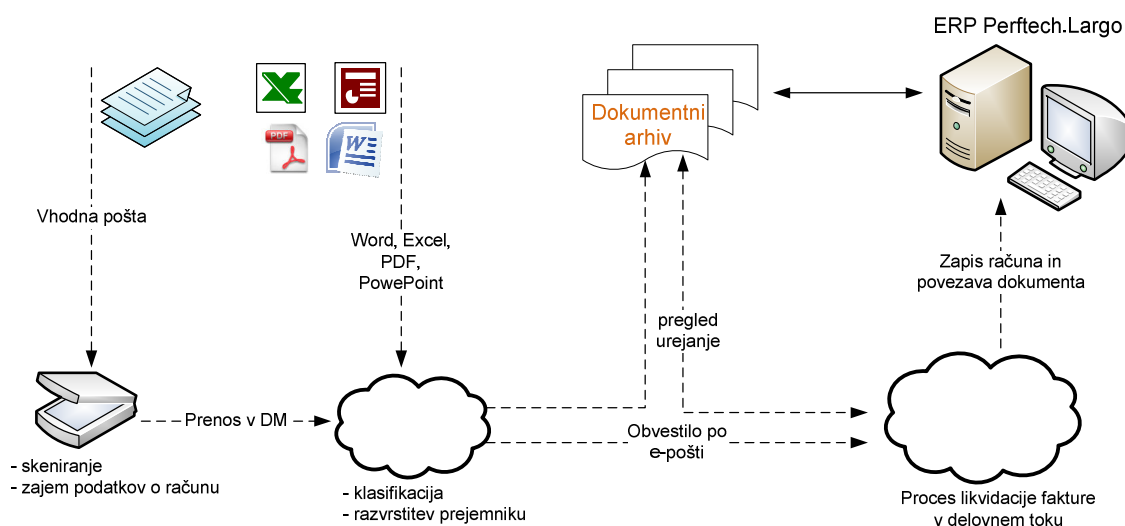 ERP Perftech.Largo
Dokumentni
arhiv
PDF
W
Vhodna pošta
Word, Excel,
PDF,
PowePoint
Zapis računa in
povezava dokumenta
pregled
urejanje
Prenos v DM
Obvestilo po
e-pošti
- skeniranje
- zajem podatkov o računu
- klasifikacija
- razvrstitev prejemniku
Proces likvidacije fakture
v delovnem toku